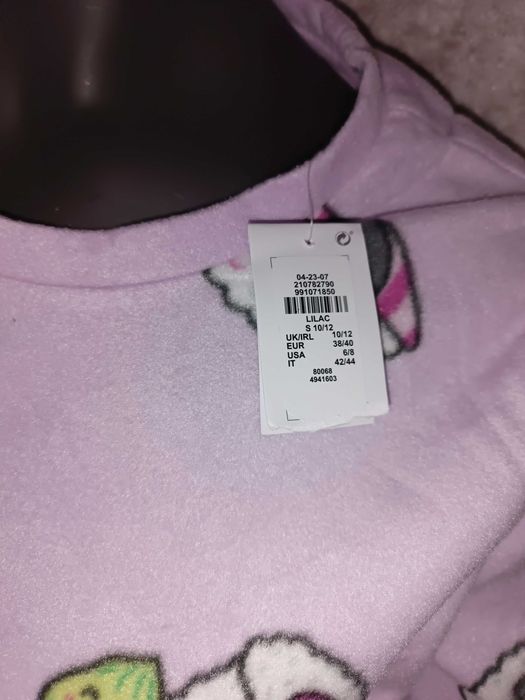 04-23-07
210782790
991071850
LILAC
S 10/12
UK/IRL 10/12
EUR 38/40
USA 6/8
IT 42/44
80068
4941603